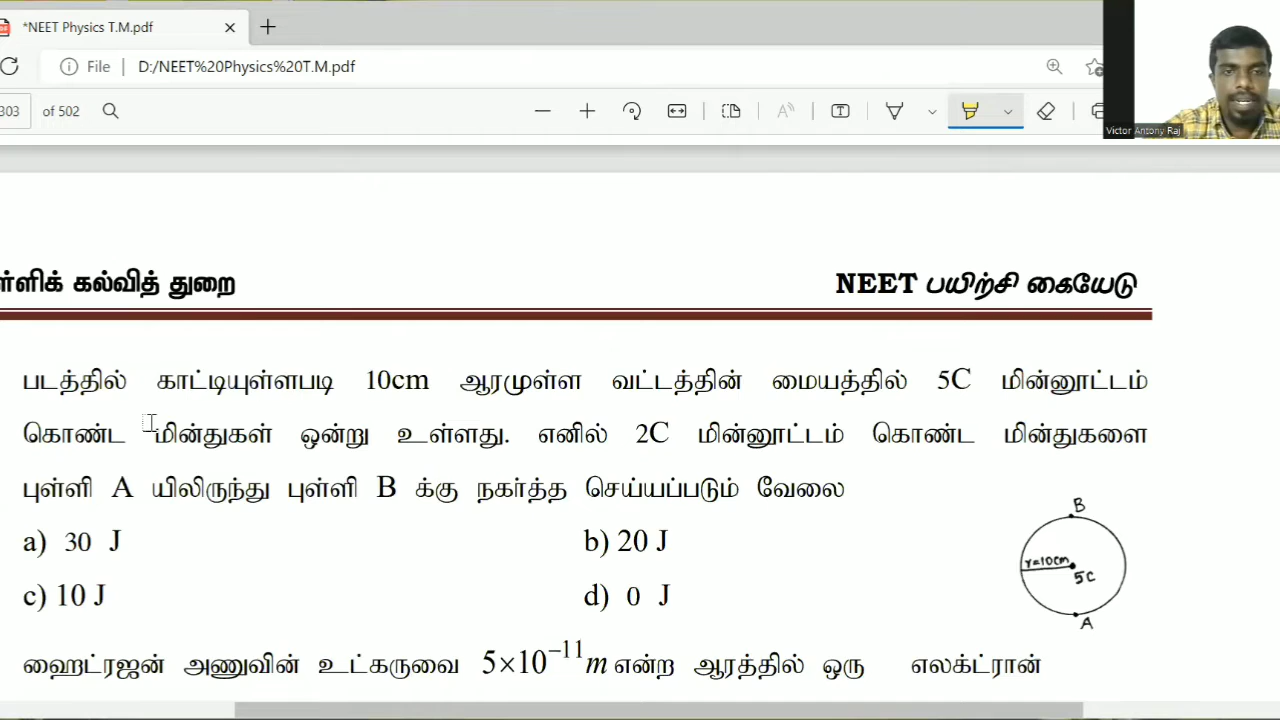 *NEET Physics T.M.pdf
File
D:/NEET%20Physics%20T.M.pdf
303 of 502
Victor Antony Raj
ள்ளிக் கல்வித் துறை
NEET பயிற்சி கையேடு
படத்தில் காட்டியுள்ளபடி 10cm ஆரமுள்ள வட்டத்தின் மையத்தில் 5C மின்னூட்டம்
கொண்ட மின்துகள் ஒன்று உள்ளது. எனில் 2C மின்னூட்டம் கொண்ட மின்துகளை
புள்ளி A யிலிருந்து புள்ளி B க்கு நகர்த்த செய்யப்படும் வேலை
a) 30 J
b) 20 J
c) 10 J
d) 0 J
B
r=10cm
5C
A
ஹைட்ரஜன் அணுவின் உட்கருவை 5×10⁻¹¹m என்ற ஆரத்தில் ஒரு எலக்ட்ரான்